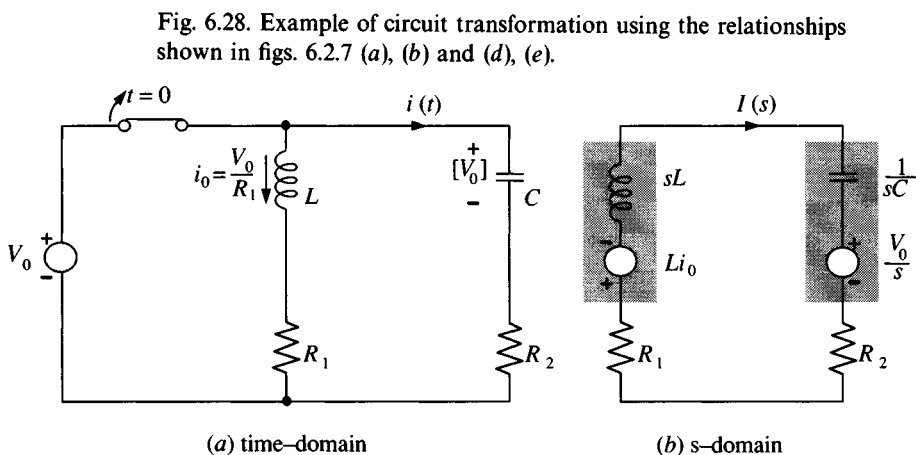 Fig. 6.28. Example of circuit transformation using the relationships
shown in figs. 6.2.7 (a), (b) and (d), (e).
t = 0
i (t)
I (s)
i₀ = V₀/R₁
L
+
[V₀]
-
C
sL
1/sC
V₀
+
-
-
Li₀
+
+
V₀/s
-
R₁
R₂
R₁
R₂
(a) time–domain
(b) s–domain